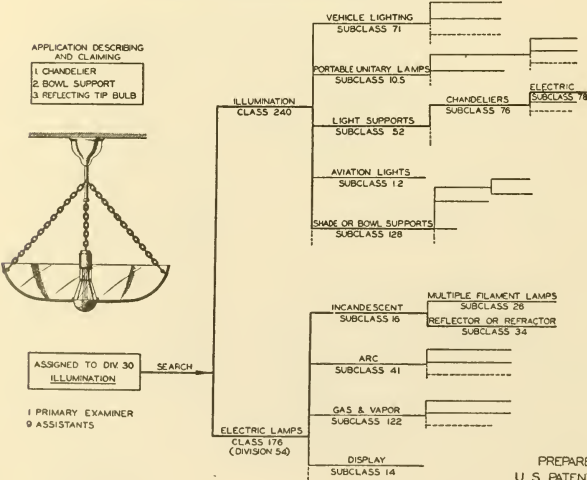 APPLICATION DESCRIBING
AND CLAIMING
1. CHANDELIER
2. BOWL SUPPORT
3. REFLECTING TIP BULB
ASSIGNED TO DIV. 30
ILLUMINATION
SEARCH
1 PRIMARY EXAMINER
9 ASSISTANTS
ILLUMINATION
CLASS 240
VEHICLE LIGHTING
SUBCLASS 71
PORTABLE UNITARY LAMPS
SUBCLASS 10.5
LIGHT SUPPORTS
SUBCLASS 52
CHANDELIERS
SUBCLASS 76
ELECTRIC
SUBCLASS 78
AVIATION LIGHTS
SUBCLASS 1.2
SHADE OR BOWL SUPPORTS
SUBCLASS 128
ELECTRIC LAMPS
CLASS 176
(DIVISION 54)
INCANDESCENT
SUBCLASS 16
MULTIPLE FILAMENT LAMPS
SUBCLASS 26
REFLECTOR OR REFRACTOR
SUBCLASS 34
ARC
SUBCLASS 41
GAS & VAPOR
SUBCLASS 122
DISPLAY
SUBCLASS 14
PREPARE
U. S. PATEN